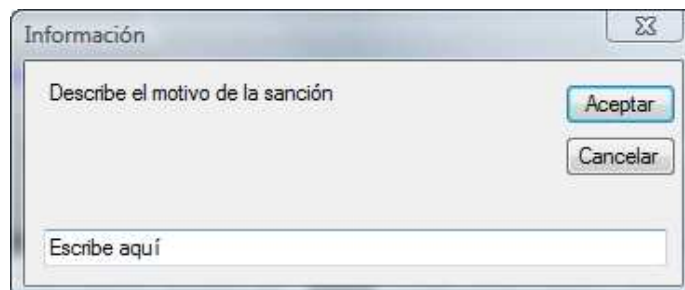 Información
Describe el motivo de la sanción
Aceptar
Cancelar
Escribe aquí